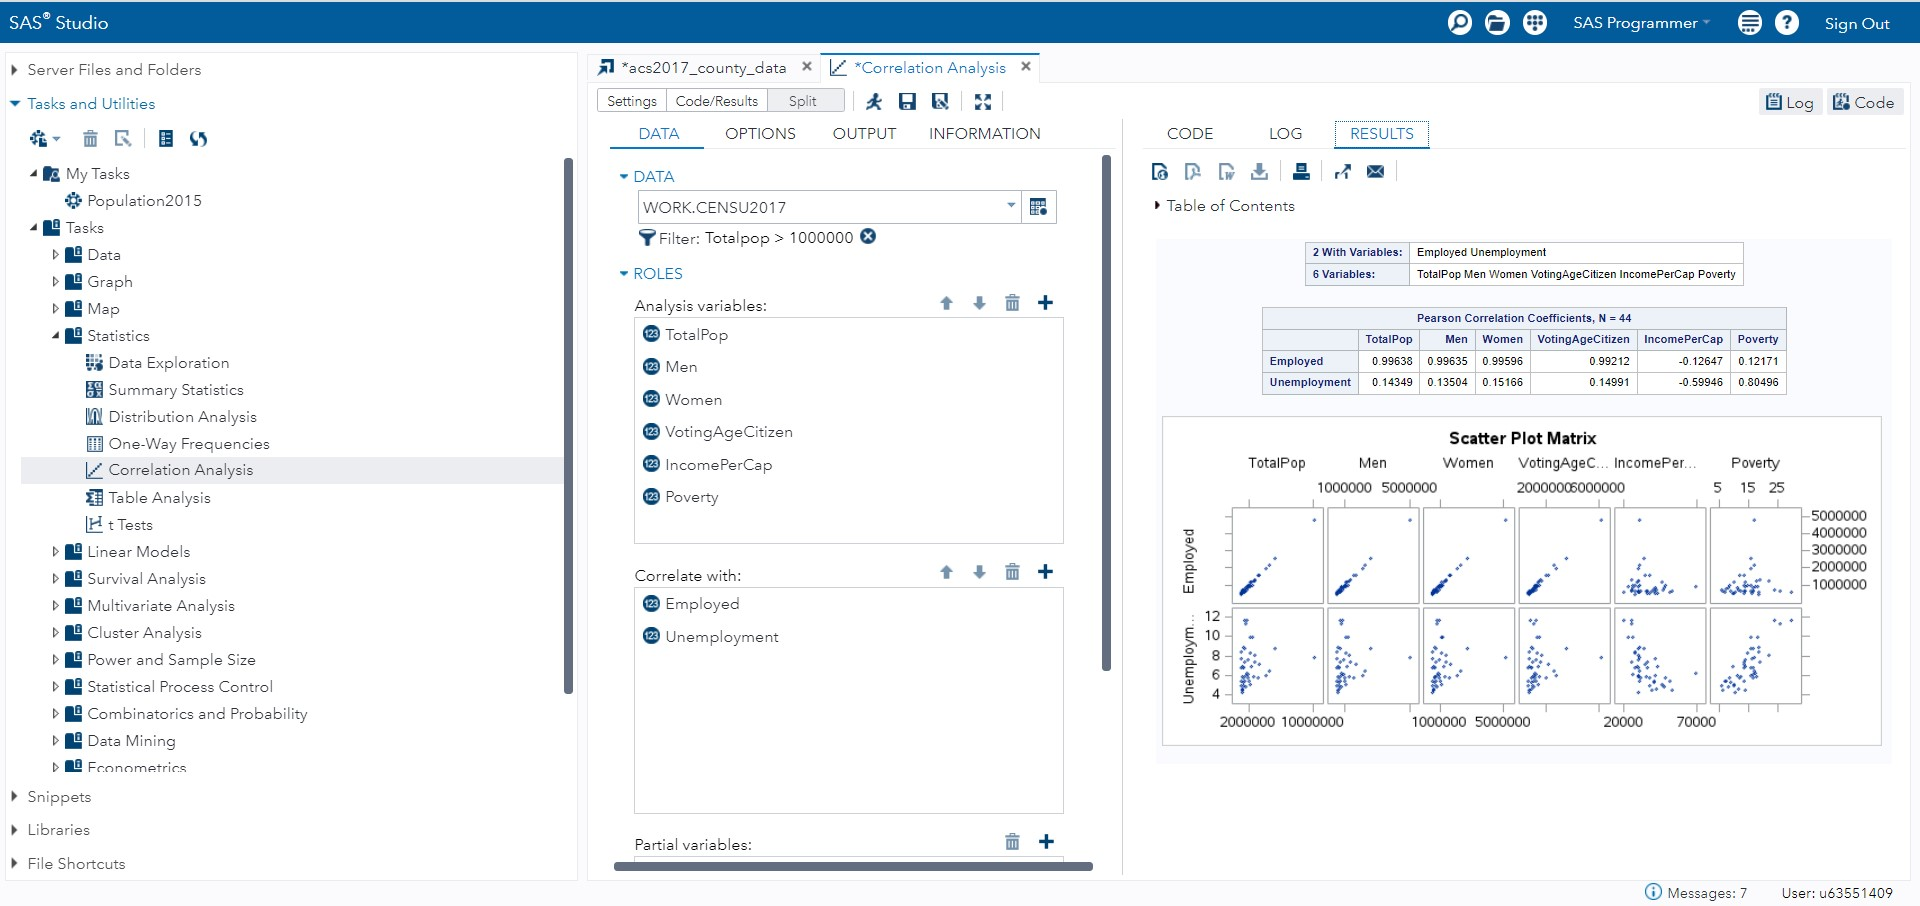 SAS® Studio
SAS Programmer
Sign Out
Server Files and Folders
Tasks and Utilities
My Tasks
Population2015
Tasks
Data
Graph
Map
Statistics
Data Exploration
Summary Statistics
Distribution Analysis
One-Way Frequencies
Correlation Analysis
Table Analysis
t Tests
Linear Models
Survival Analysis
Multivariate Analysis
Cluster Analysis
Power and Sample Size
Statistical Process Control
Combinatorics and Probability
Data Mining
Econometrics
Snippets
Libraries
File Shortcuts
*acs2017_county_data
*Correlation Analysis
Settings Code/Results Split
Log Code
DATA OPTIONS OUTPUT INFORMATION
DATA
WORK.CENSU2017
Filter: Totalpop > 1000000
ROLES
Analysis variables:
123 TotalPop
123 Men
123 Women
123 VotingAgeCitizen
123 IncomePerCap
123 Poverty
Correlate with:
123 Employed
123 Unemployment
Partial variables:
CODE LOG RESULTS
Table of Contents
2 With Variables: Employed Unemployment
6 Variables: TotalPop Men Women VotingAgeCitizen IncomePerCap Poverty
Pearson Correlation Coefficients, N = 44
TotalPop Men Women VotingAgeCitizen IncomePerCap Poverty
Employed 0.99638 0.99635 0.99596 0.99212 -0.12647 0.12171
Unemployment 0.14349 0.13504 0.15166 0.14991 -0.59946 0.80496
Scatter Plot Matrix
TotalPop Men Women VotingAgeC... IncomePer... Poverty
1000000 5000000 2000000 6000000 5 15 25
Employed
5000000
4000000
3000000
2000000
1000000
Unemploym...
12
10
8
6
4
2000000 10000000 1000000 5000000 20000 70000
Messages: 7 User: u63551409